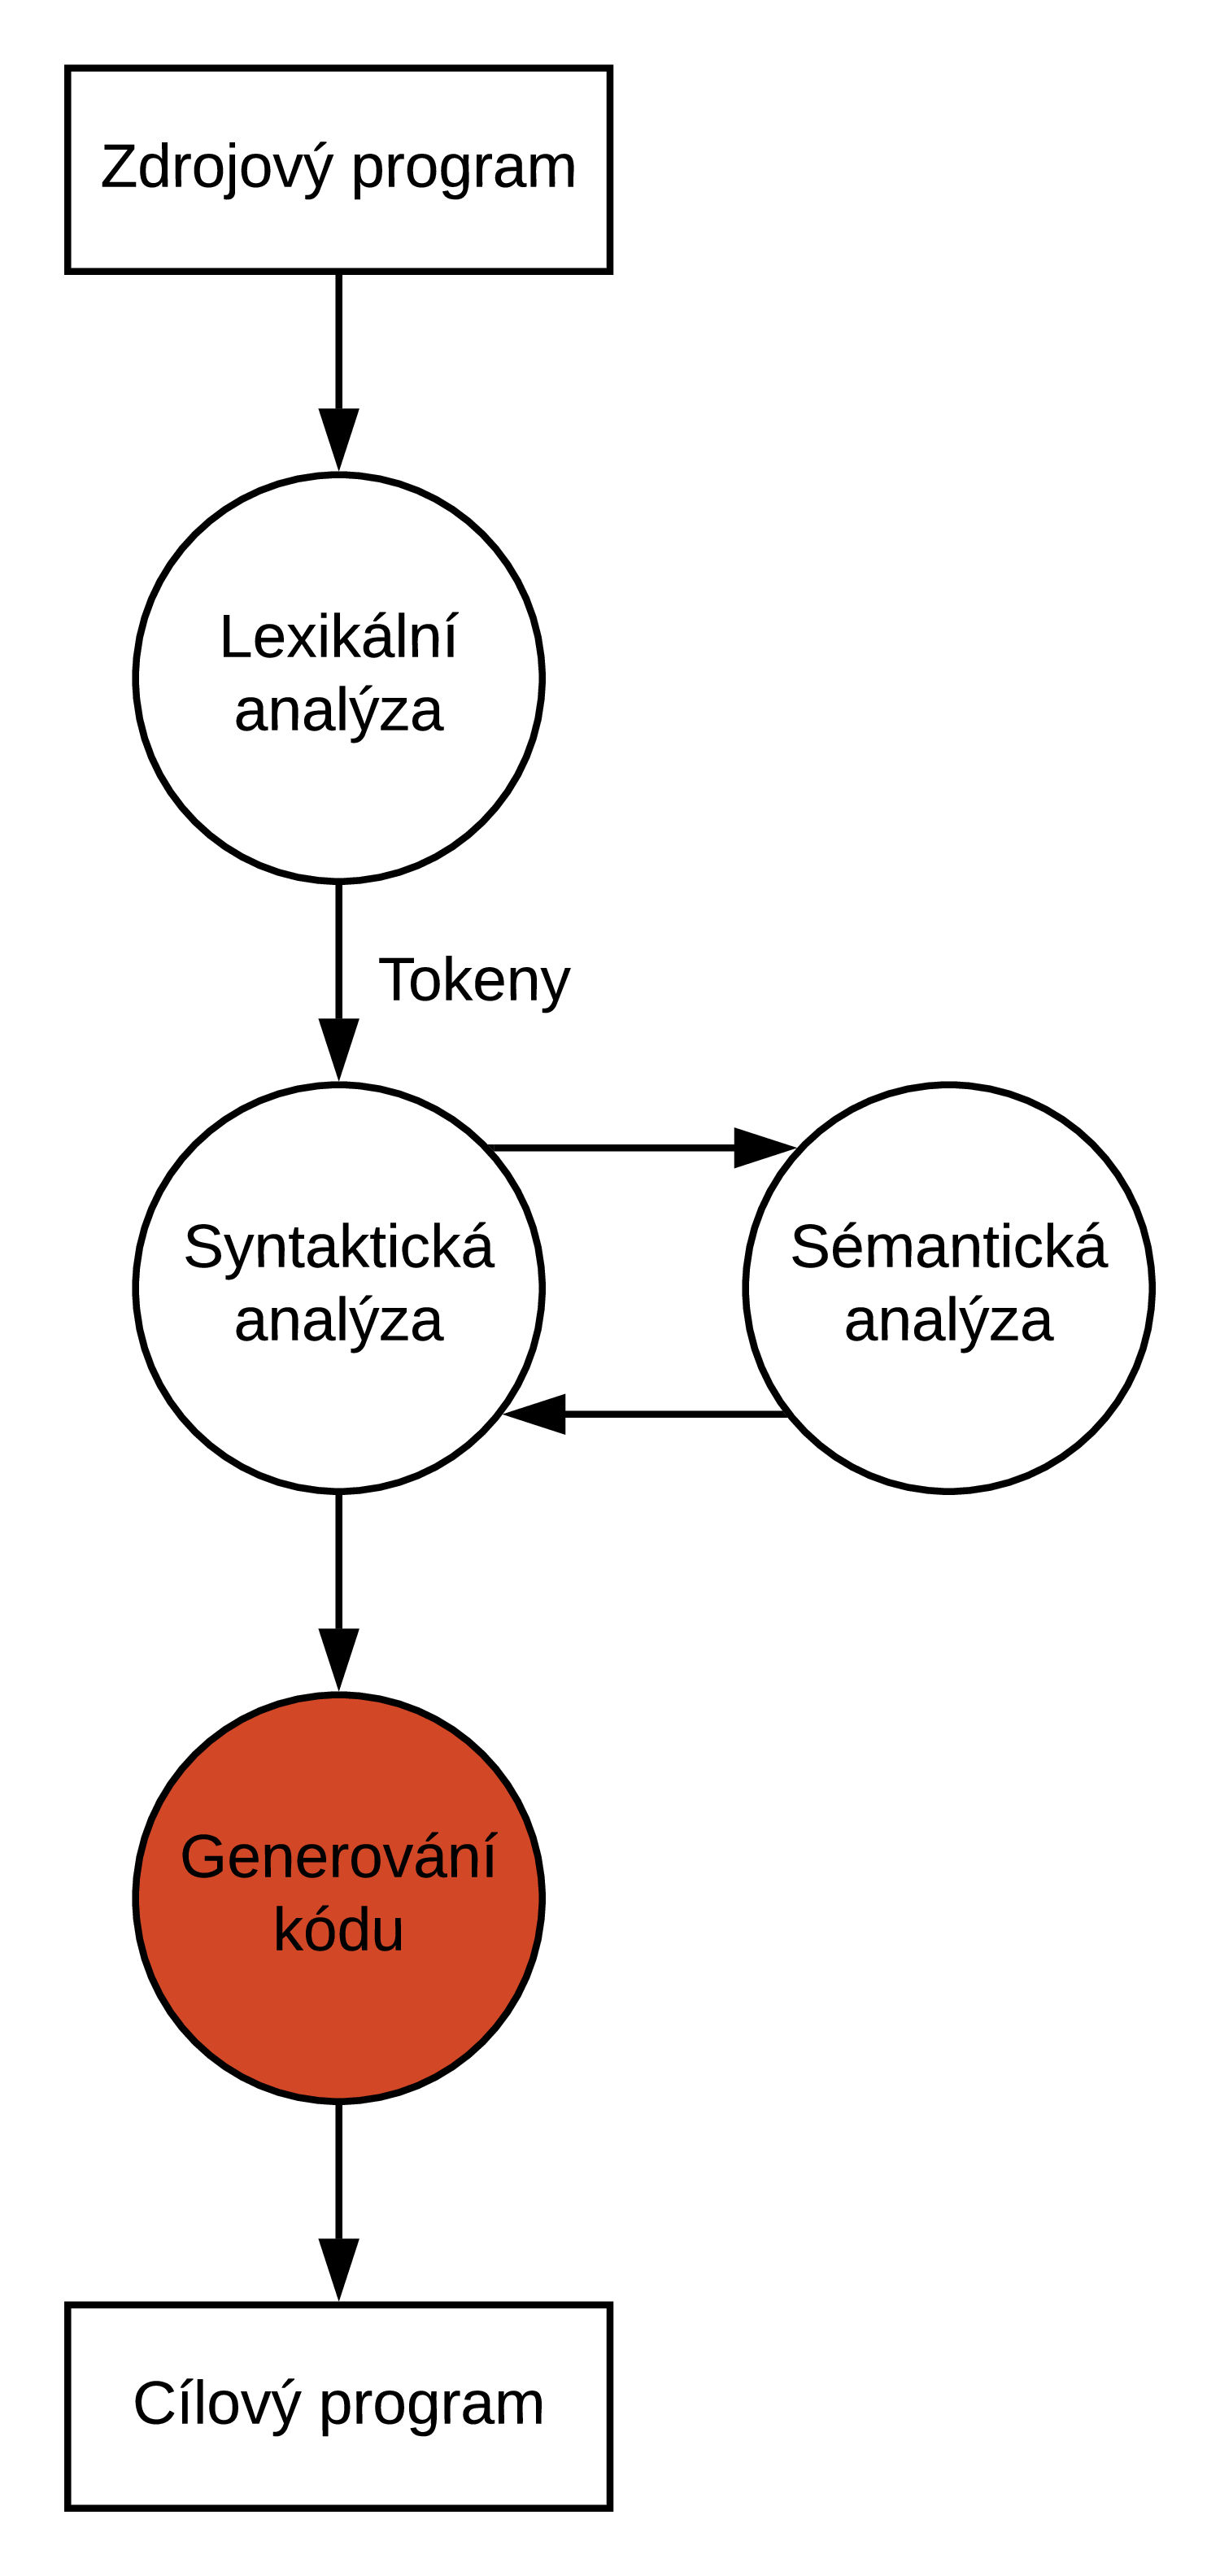 Zdrojový program
Lexikální
analýza
Tokeny
Syntaktická
analýza
Sémantická
analýza
Generování
kódu
Cílový program